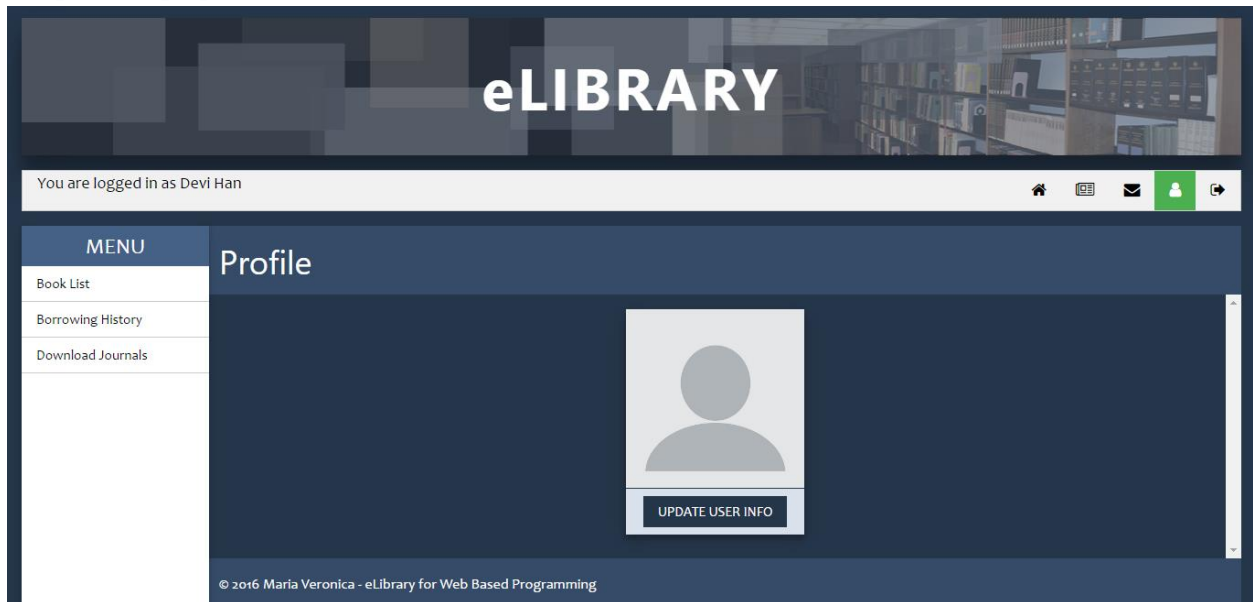 eLIBRARY
You are logged in as Devi Han
MENU
Book List
Borrowing History
Download Journals
Profile
UPDATE USER INFO
© 2016 Maria Veronica - eLibrary for Web Based Programming